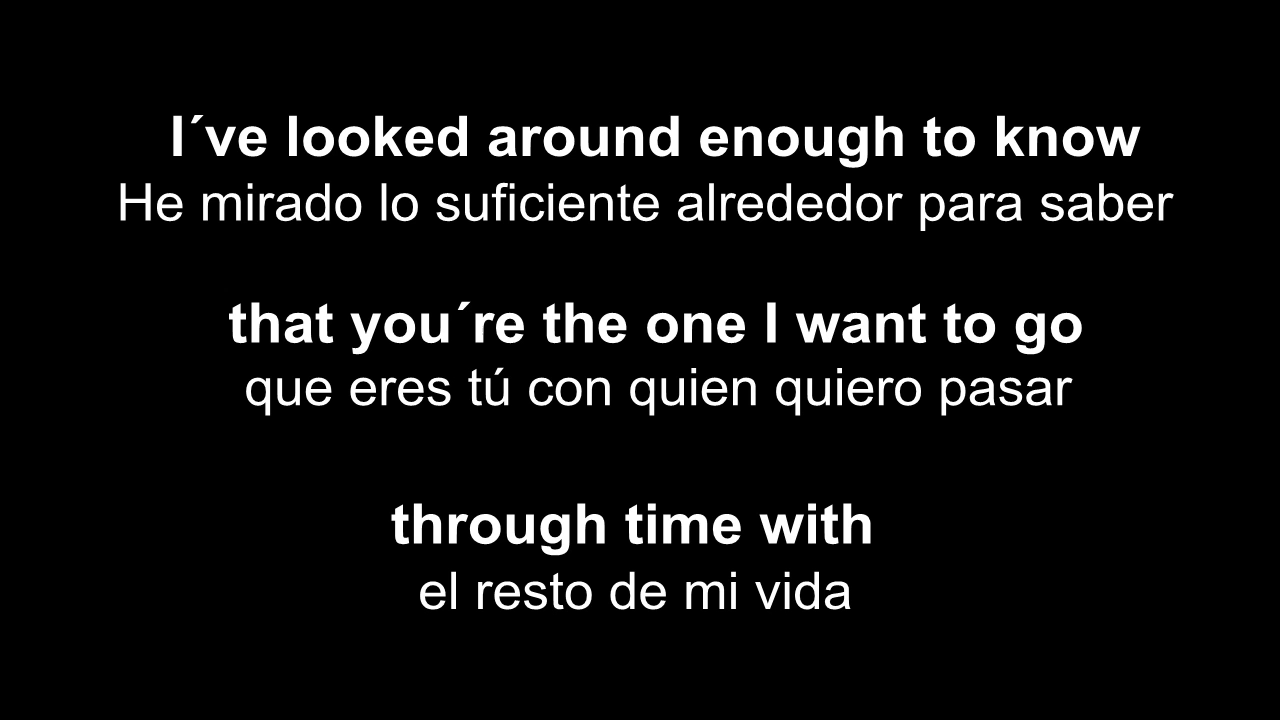 I´ve looked around enough to know
He mirado lo suficiente alrededor para saber
that you´re the one I want to go
que eres tú con quien quiero pasar
through time with
el resto de mi vida